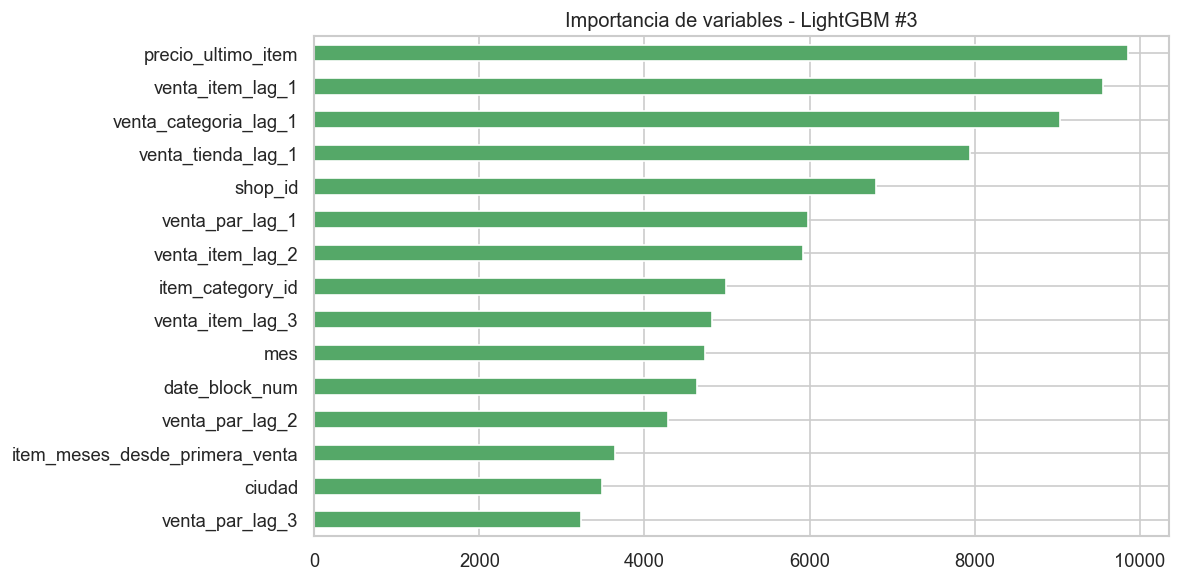 Importancia de variables - LightGBM #3
precio_ultimo_item
venta_item_lag_1
venta_categoria_lag_1
venta_tienda_lag_1
shop_id
venta_par_lag_1
venta_item_lag_2
item_category_id
venta_item_lag_3
mes
date_block_num
venta_par_lag_2
item_meses_desde_primera_venta
ciudad
venta_par_lag_3
0 2000 4000 6000 8000 10000